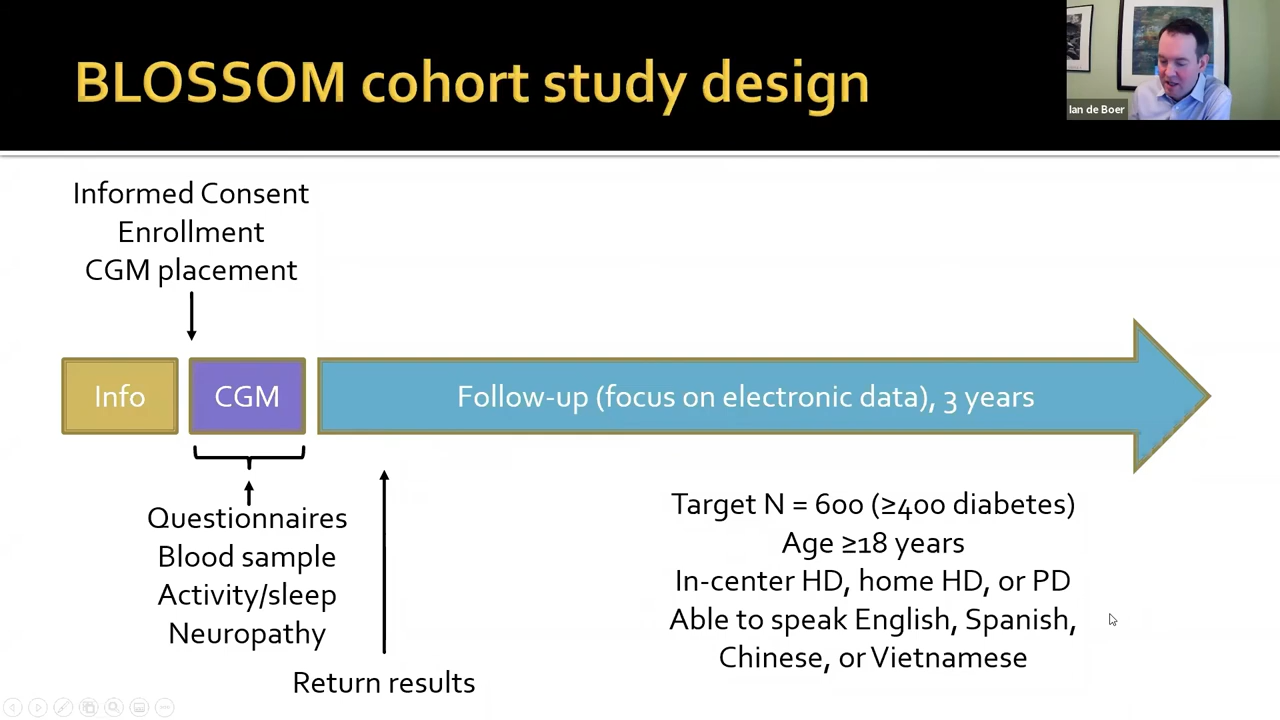 BLOSSOM cohort study design
Ian de Boer
Informed Consent
Enrollment
CGM placement
Info
CGM
Follow-up (focus on electronic data), 3 years
Questionnaires
Blood sample
Activity/sleep
Neuropathy
Return results
Target N = 600 (≥400 diabetes)
Age ≥18 years
In-center HD, home HD, or PD
Able to speak English, Spanish,
Chinese, or Vietnamese